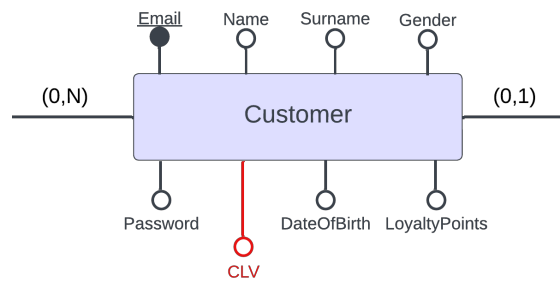 Email Name Surname Gender
(0,N) (0,1)
Customer
Password DateOfBirth LoyaltyPoints
CLV